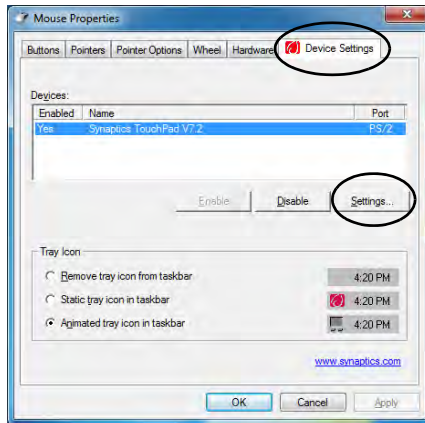 Mouse Properties
Buttons Pointers Pointer Options Wheel Hardware Device Settings
Devices:
Enabled Name Port
Yes Synaptics TouchPad V7.2 PS/2
Enable Disable Settings...
Tray Icon
Remove tray icon from taskbar 4:20 PM
Static tray icon in taskbar 4:20 PM
Animated tray icon in taskbar 4:20 PM
www.synaptics.com
OK Cancel Apply